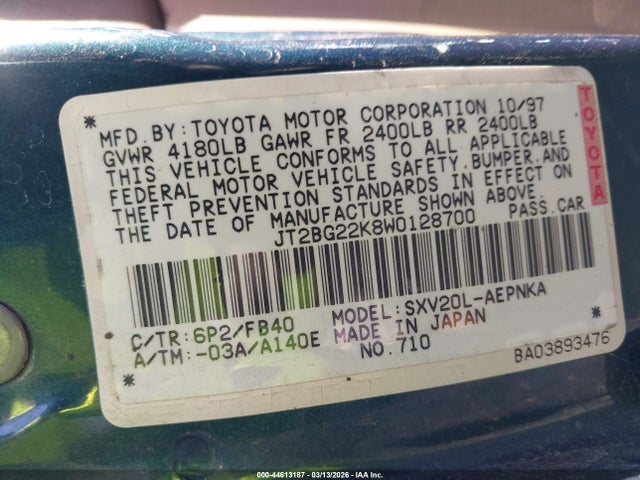 * MFD.BY:TOYOTA MOTOR CORPORATION 10/97
GVWR 4180LB GAWR FR 2400LB RR 2400LB
THIS VEHICLE CONFORMS TO ALL APPLICABLE
FEDERAL MOTOR VEHICLE SAFETY,BUMPER,AND
THEFT PREVENTION STANDARDS IN EFFECT ON
THE DATE OF MANUFACTURE SHOWN ABOVE.
JT2BG22K8W0128700 PASS.CAR
TOYOTA
C/TR:6P2/FB40 MODEL:SXV20L-AEPNKA
A/TM:-03A/A140E MADE IN JAPAN
* NO.710 BA03893476 *
000-44613187 - 03/13/2026 - IAA Inc.